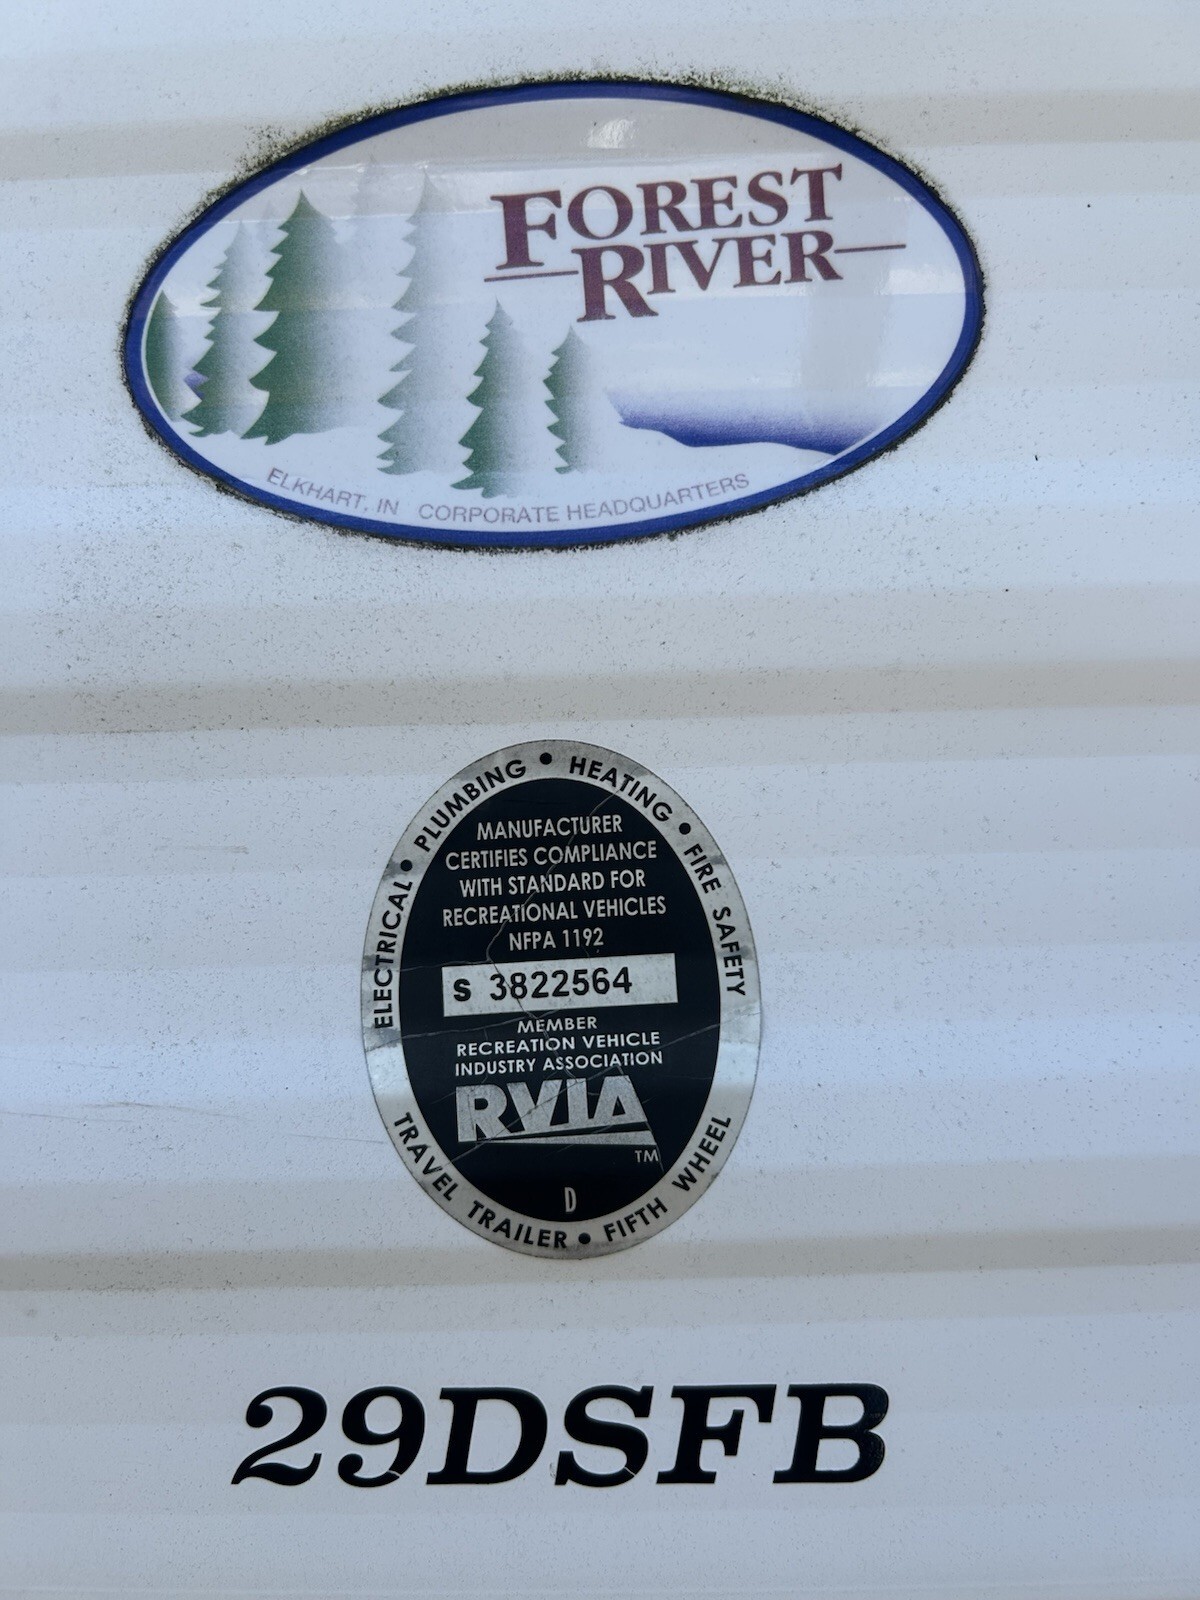 FOREST
RIVER
ELKHART, IN CORPORATE HEADQUARTERS
ELECTRICAL • PLUMBING • HEATING • FIRE SAFETY
MANUFACTURER
CERTIFIES COMPLIANCE
WITH STANDARD FOR
RECREATIONAL VEHICLES
NFPA 1192
S 3822564
MEMBER
RECREATION VEHICLE
INDUSTRY ASSOCIATION
RVIA
TM
D
TRAVEL TRAILER • FIFTH WHEEL
29DSFB